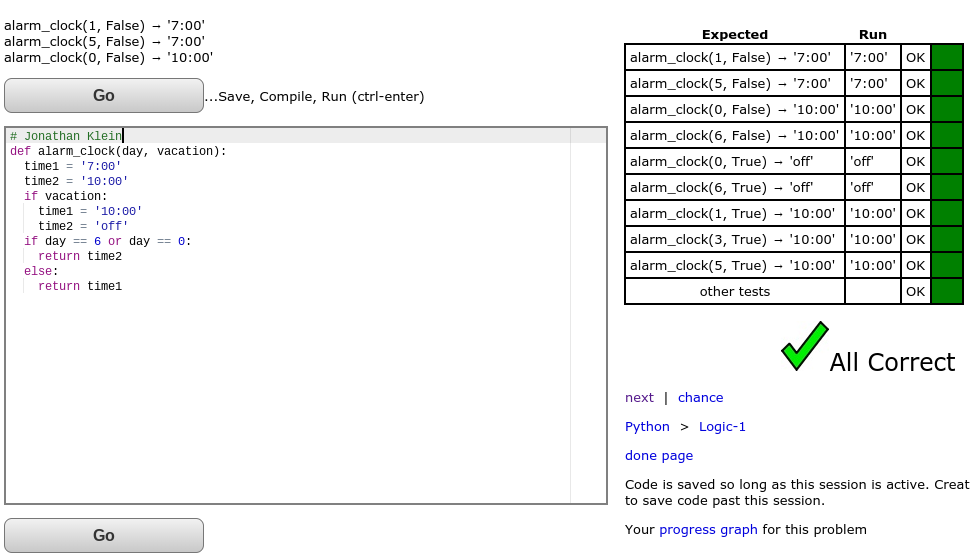 alarm_clock(1, False) → '7:00'
alarm_clock(5, False) → '7:00'
alarm_clock(0, False) → '10:00'
Go
...Save, Compile, Run (ctrl-enter)
# Jonathan Klein
def alarm_clock(day, vacation):
  time1 = '7:00'
  time2 = '10:00'
  if vacation:
    time1 = '10:00'
    time2 = 'off'
  if day == 6 or day == 0:
    return time2
  else:
    return time1
Go
Expected Run
alarm_clock(1, False) → '7:00' '7:00' OK
alarm_clock(5, False) → '7:00' '7:00' OK
alarm_clock(0, False) → '10:00' '10:00' OK
alarm_clock(6, False) → '10:00' '10:00' OK
alarm_clock(0, True) → 'off' 'off' OK
alarm_clock(6, True) → 'off' 'off' OK
alarm_clock(1, True) → '10:00' '10:00' OK
alarm_clock(3, True) → '10:00' '10:00' OK
alarm_clock(5, True) → '10:00' '10:00' OK
other tests OK
All Correct
next | chance
Python > Logic-1
done page
Code is saved so long as this session is active. Creat
to save code past this session.
Your progress graph for this problem